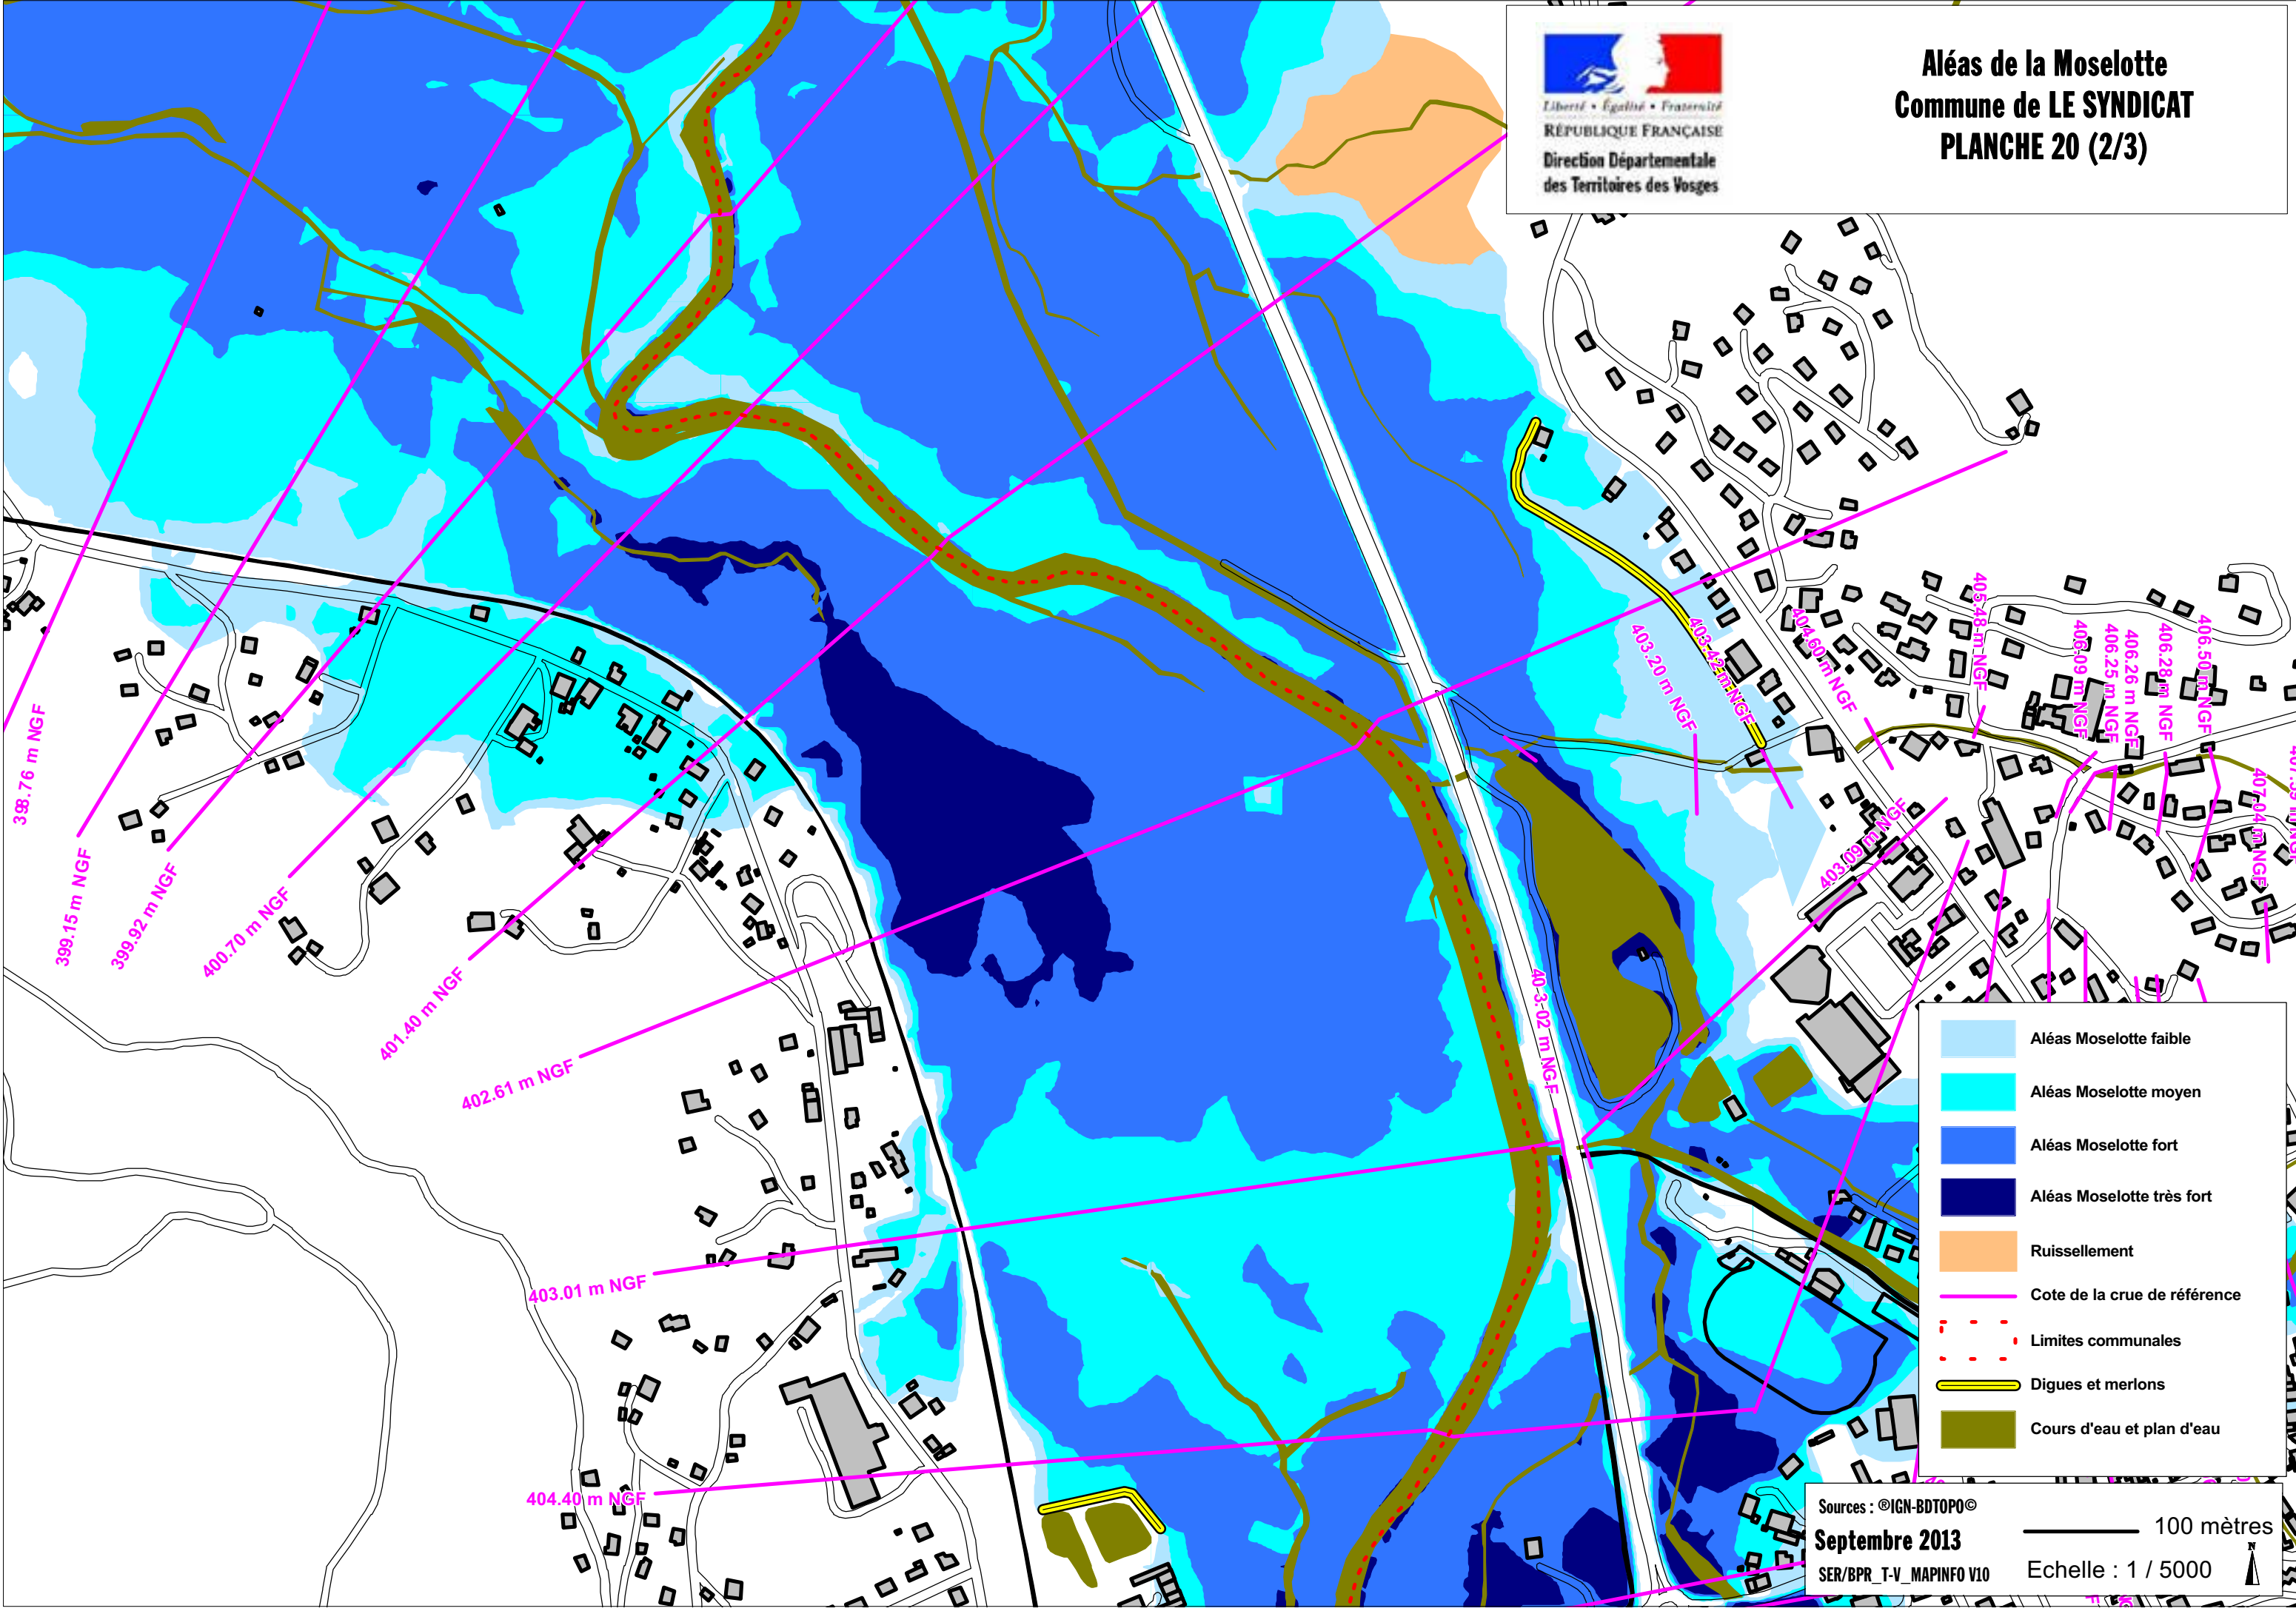 Liberté • Égalité • Fraternité
RÉPUBLIQUE FRANÇAISE
Direction Départementale
des Territoires des Vosges
Aléas de la Moselotte
Commune de LE SYNDICAT
PLANCHE 20 (2/3)
398.76 m NGF
399.15 m NGF
399.92 m NGF
400.70 m NGF
401.40 m NGF
402.61 m NGF
403.01 m NGF
404.40 m NGF
403.02 m NGF
403.20 m NGF
403.42 m NGF
404.60 m NGF
405.48 m NGF
406.09 m NGF
406.25 m NGF
406.26 m NGF
406.28 m NGF
406.50 m NGF
407.04 m NGF
403.09 m NGF
Aléas Moselotte faible
Aléas Moselotte moyen
Aléas Moselotte fort
Aléas Moselotte très fort
Ruissellement
Cote de la crue de référence
Limites communales
Digues et merlons
Cours d'eau et plan d'eau
Sources : ®IGN-BDTOPO©
Septembre 2013
SER/BPR_T-V_MAPINFO V10
100 mètres
Echelle : 1 / 5000
N